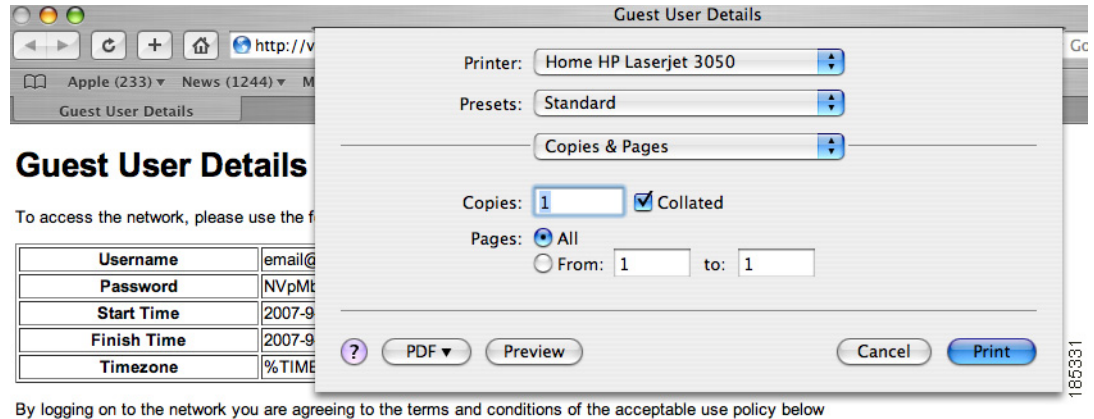 Guest User Details
http://v
Go
Apple (233) ▾ News (1244) ▾ M
Guest User Details
Printer: Home HP Laserjet 3050
Presets: Standard
Copies & Pages
Copies: 1 Collated
Pages: All
From: 1 to: 1
? PDF ▾ Preview Cancel Print
Guest User Details
To access the network, please use the f
Username email@
Password NVpMb
Start Time 2007-9
Finish Time 2007-9
Timezone %TIME
By logging on to the network you are agreeing to the terms and conditions of the acceptable use policy below
185331